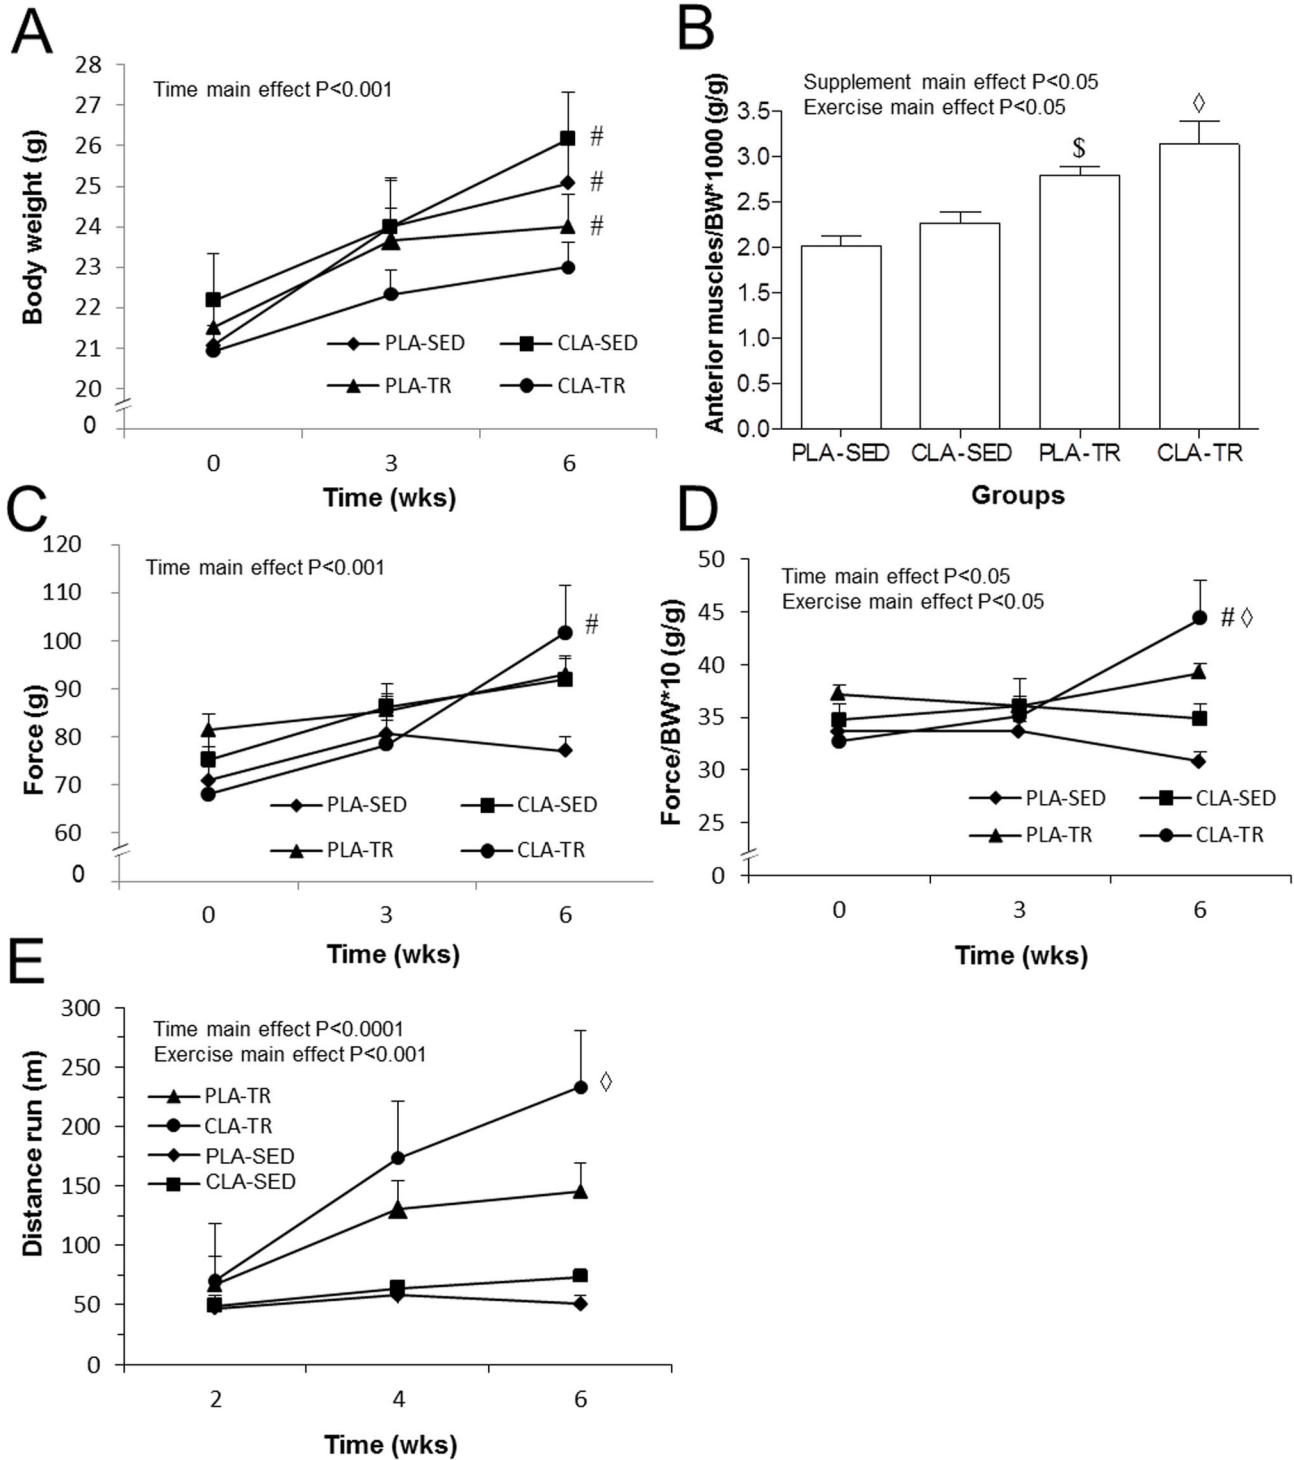 A
Time main effect P<0.001
Body weight (g)
28
27
26
25
24
23
22
21
20
0
#
#
#
PLA-SED
CLA-SED
PLA-TR
CLA-TR
0 3 6
Time (wks)
B
Supplement main effect P<0.05
Exercise main effect P<0.05
Anterior muscles/BW*1000 (g/g)
3.5
3.0
2.5
2.0
1.5
1.0
0.5
0.0
$
◊
PLA-SED CLA-SED PLA-TR CLA-TR
Groups
C
Time main effect P<0.001
Force (g)
120
110
100
90
80
70
60
0
#
PLA-SED
CLA-SED
PLA-TR
CLA-TR
0 3 6
Time (wks)
D
Time main effect P<0.05
Exercise main effect P<0.05
Force/BW*10 (g/g)
50
45
40
35
30
25
0
# ◊
PLA-SED
CLA-SED
PLA-TR
CLA-TR
0 3 6
Time (wks)
E
Time main effect P<0.0001
Exercise main effect P<0.001
Distance run (m)
300
250
200
150
100
50
0
PLA-TR
CLA-TR
PLA-SED
CLA-SED
◊
2 4 6
Time (wks)